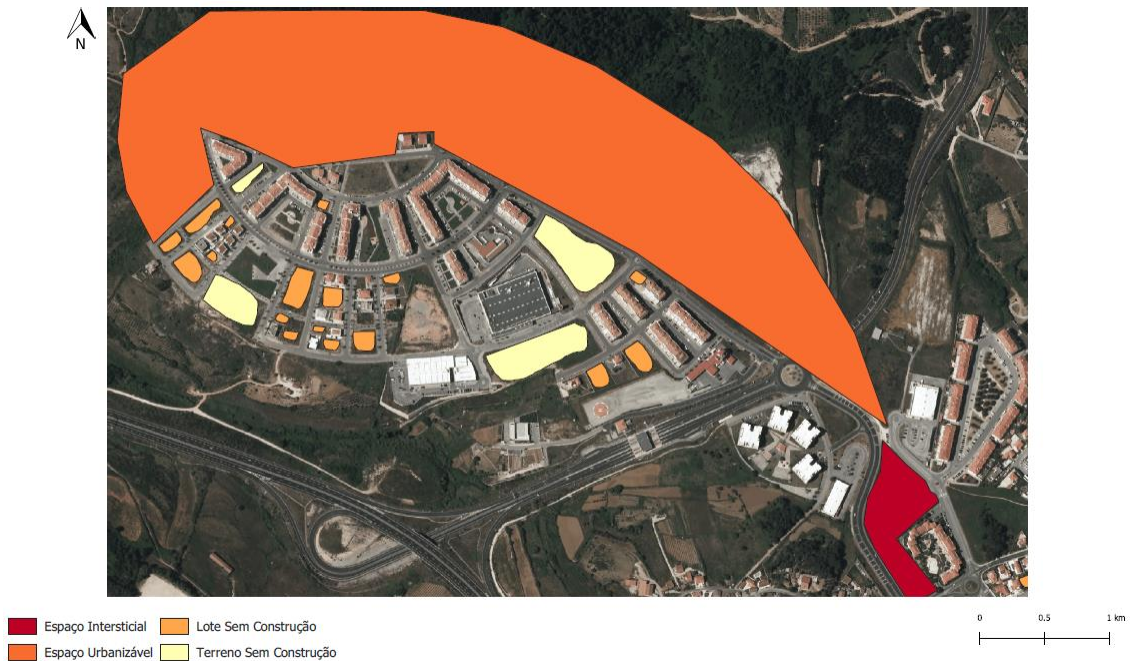 N
Espaço Intersticial
Lote Sem Construção
Espaço Urbanizável
Terreno Sem Construção
0 0.5 1 km